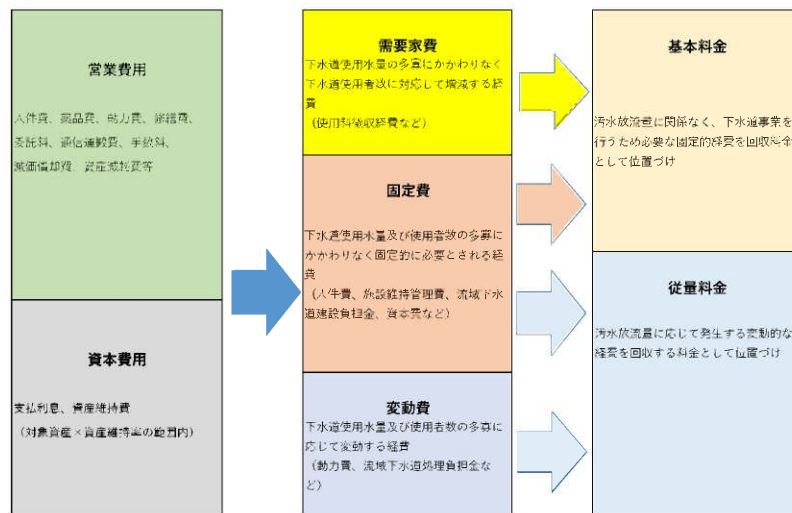 営業費用
人件費、薬品費、動力費、修繕費、
委託料、通信運搬費、手数料、
減価償却費、資産減耗費等
資本費用
支払利息、資産維持費
（対象資産×資産維持率の範囲内）
需要家費
下水道使用水量の多寡にかかわりなく
下水道使用者数に対応して増減する経
費
（使用料徴収経費など）
固定費
下水道使用水量及び使用者数の多寡に
かかわりなく固定的に必要とされる経
費
（人件費、施設維持管理費、流域下水
道建設負担金、資本費など）
変動費
下水道使用水量及び使用者数の多寡に
応じて変動する経費
（動力費、流域下水道処理負担金な
ど）
基本料金
汚水放流量に関係なく、下水道事業を
行うため必要な固定的経費を回収料金
として位置づけ
従量料金
汚水放流量に応じて発生する変動的な
経費を回収する料金として位置づけ